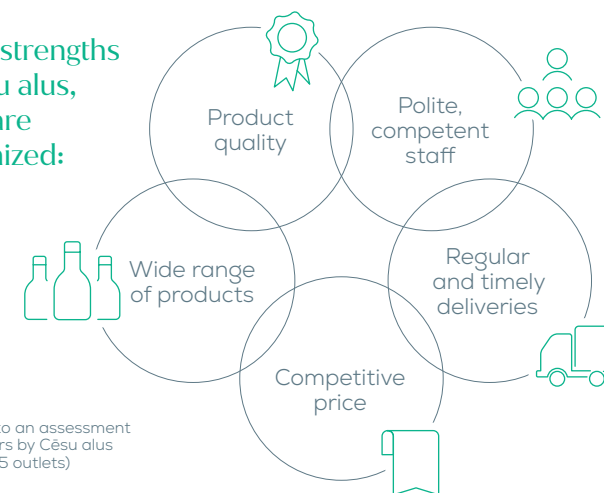 strengths
u alus,
are
nized:
Product
quality
Polite,
competent
staff
Wide range
of products
Regular
and timely
deliveries
Competitive
price
to an assessment
rs by Cēsu alus
5 outlets)